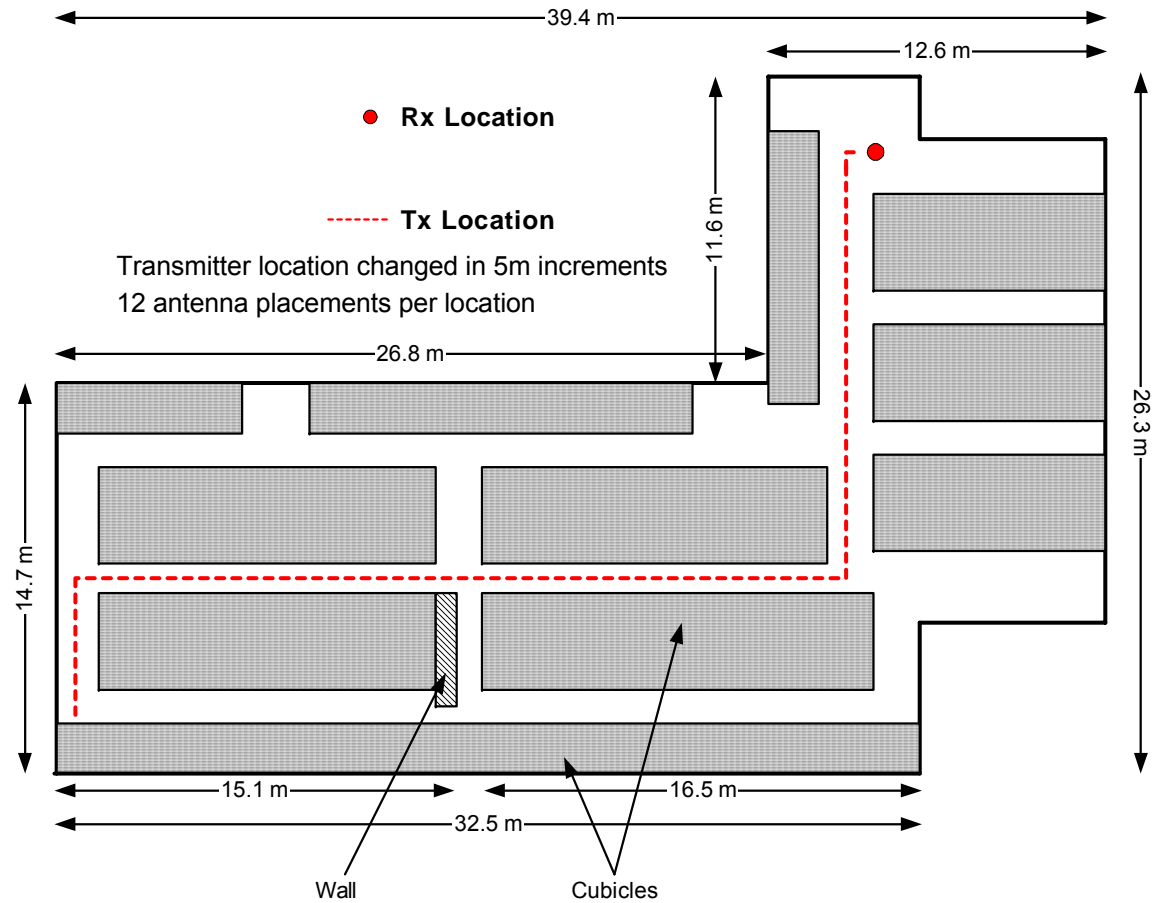 39.4 m
12.6 m
Rx Location
11.6 m
Tx Location
Transmitter location changed in 5m increments
12 antenna placements per location
26.8 m
26.3 m
14.7 m
15.1 m
16.5 m
32.5 m
Wall
Cubicles